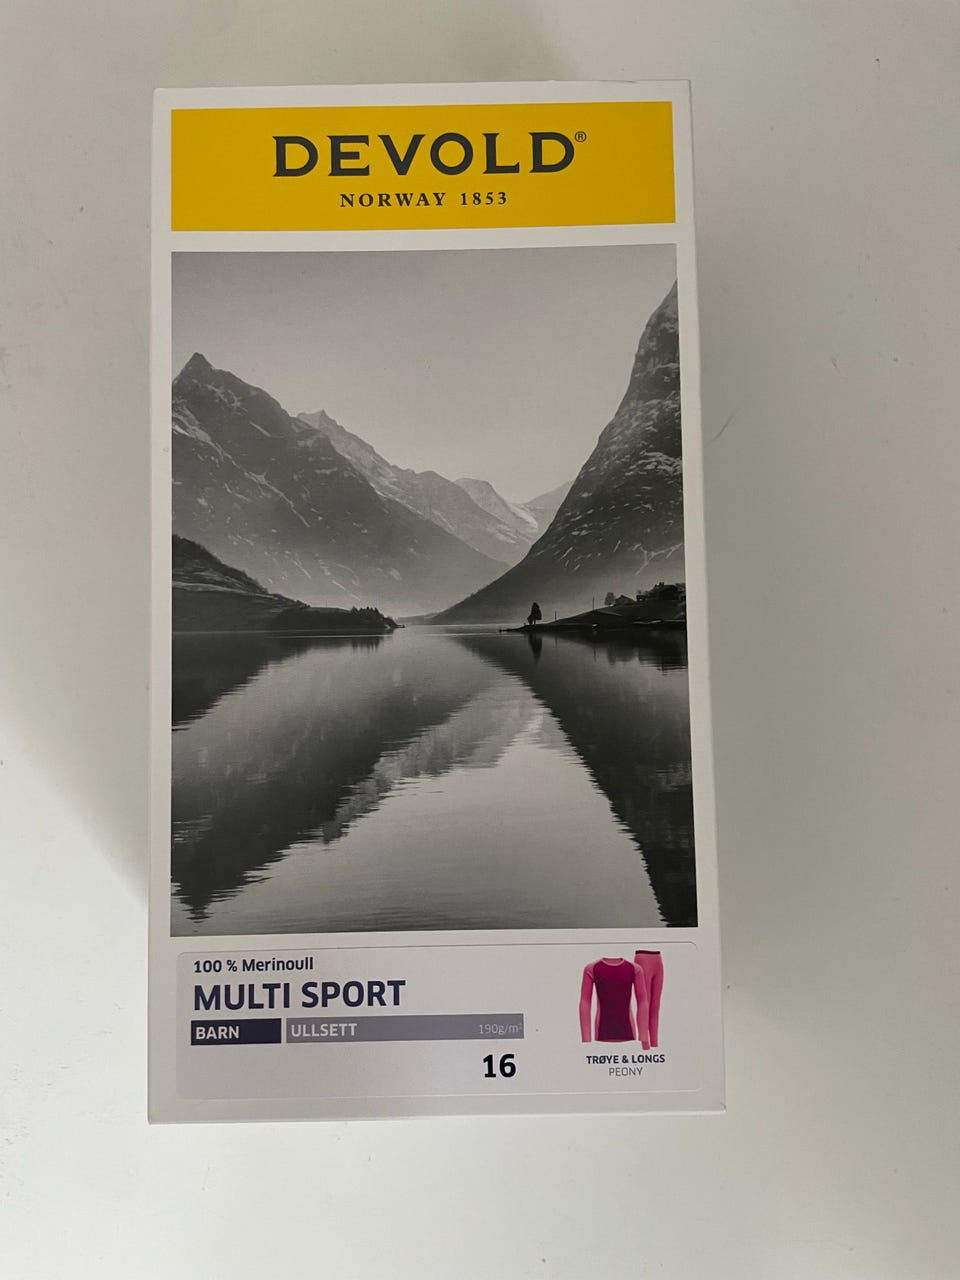 DEVOLD®
NORWAY 1853
100 % Merinoull
MULTI SPORT
BARN ULLSETT 190g/m²
16
TRØYE & LONGS
PEONY